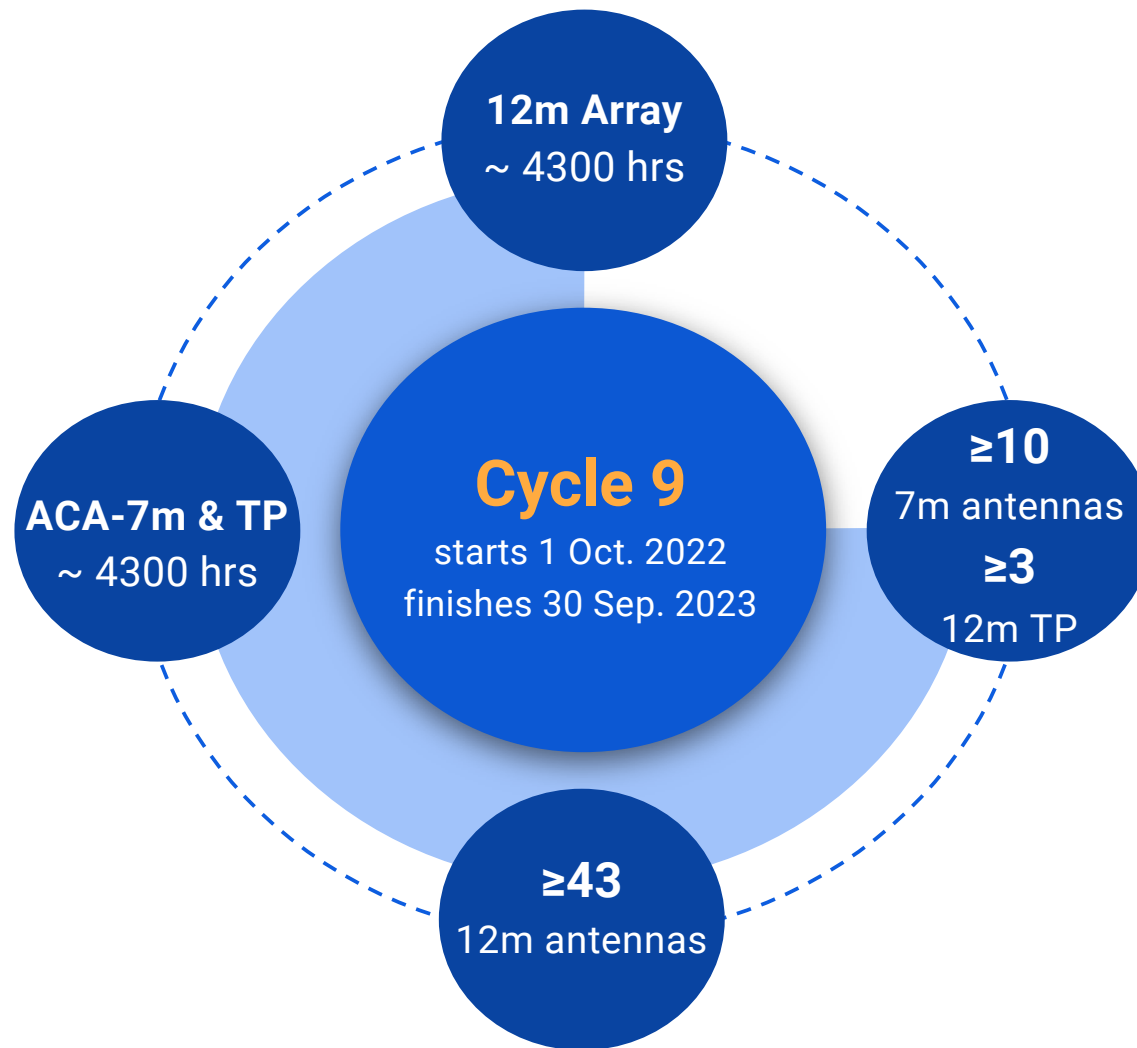 12m Array
~ 4300 hrs
≥10
7m antennas
≥3
12m TP
Cycle 9
starts 1 Oct. 2022
finishes 30 Sep. 2023
ACA-7m & TP
~ 4300 hrs
≥43
12m antennas